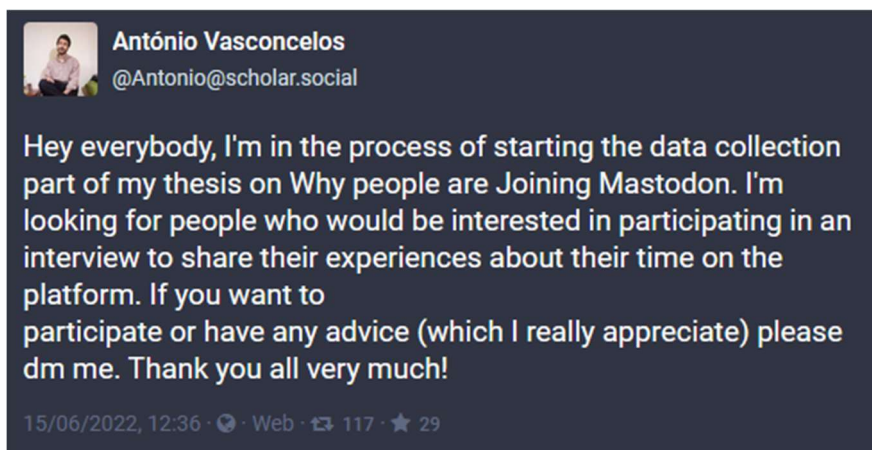 António Vasconcelos
@Antonio@scholar.social
Hey everybody, I'm in the process of starting the data collection
part of my thesis on Why people are Joining Mastodon. I'm
looking for people who would be interested in participating in an
interview to share their experiences about their time on the
platform. If you want to
participate or have any advice (which I really appreciate) please
dm me. Thank you all very much!
15/06/2022, 12:36 · Web · 117 · 29